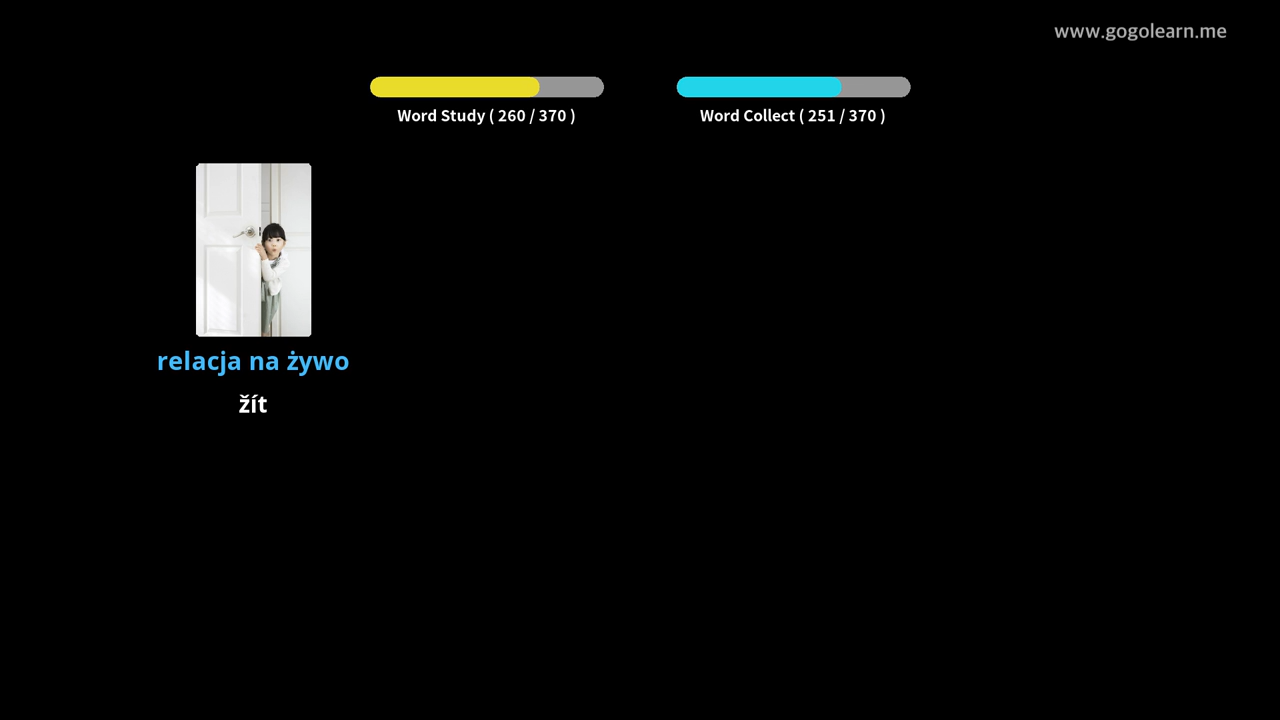 www.gogolearn.me
Word Study ( 260 / 370 )
Word Collect ( 251 / 370 )
relacja na żywo
žít